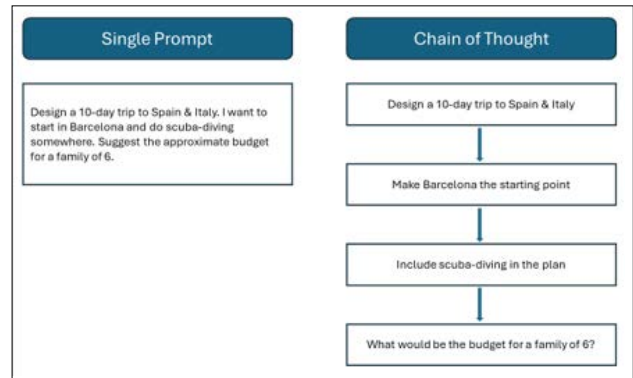 Single Prompt
Design a 10-day trip to Spain & Italy. I want to
start in Barcelona and do scuba-diving
somewhere. Suggest the approximate budget
for a family of 6.
Chain of Thought
Design a 10-day trip to Spain & Italy
Make Barcelona the starting point
Include scuba-diving in the plan
What would be the budget for a family of 6?